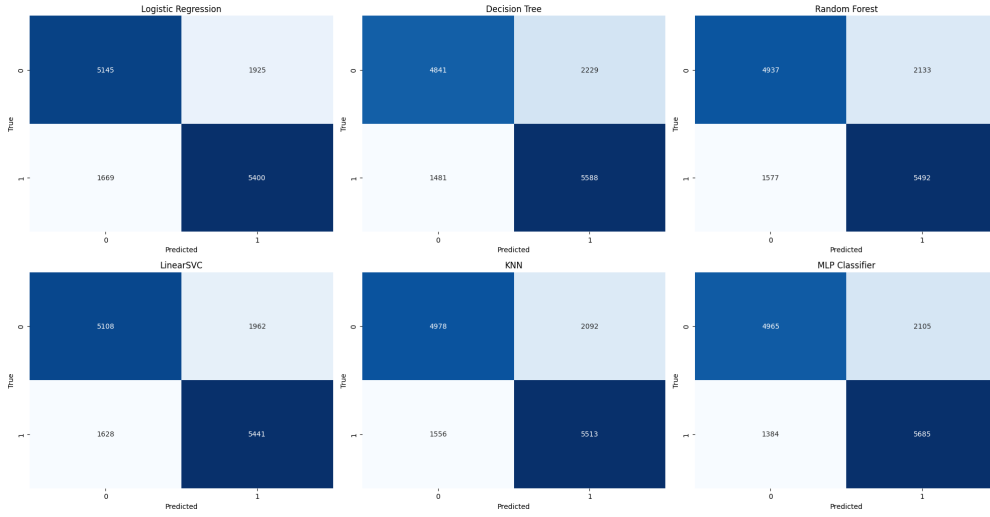 Logistic Regression
0
5145
1925
True
1
1669
5400
0
1
Predicted
Decision Tree
0
4841
2229
True
1
1481
5588
0
1
Predicted
Random Forest
0
4937
2133
True
1
1577
5492
0
1
Predicted
LinearSVC
0
5108
1962
True
1
1628
5441
0
1
Predicted
KNN
0
4978
2092
True
1
1556
5513
0
1
Predicted
MLP Classifier
0
4965
2105
True
1
1384
5685
0
1
Predicted